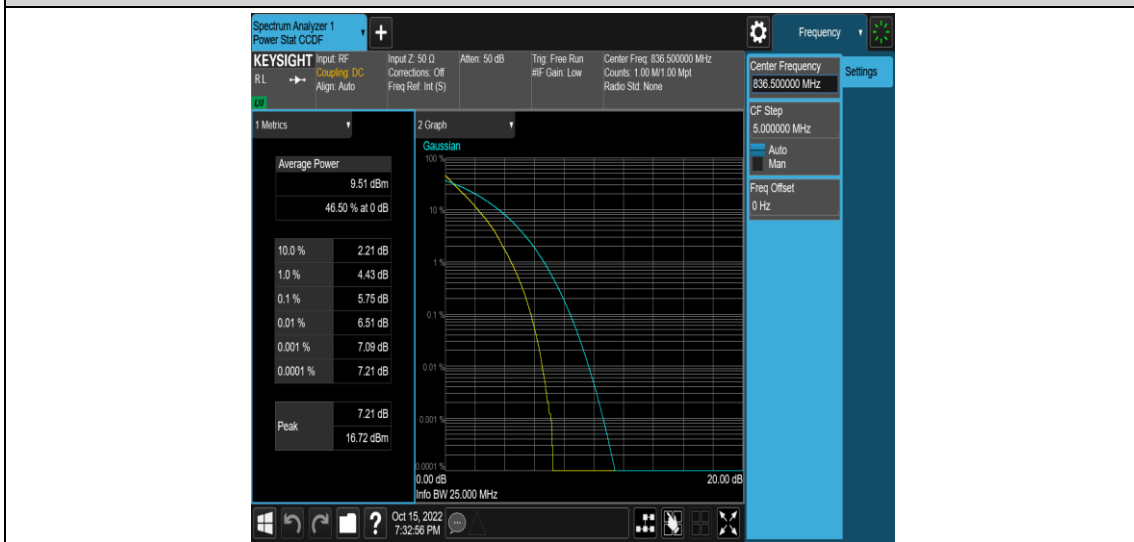 Spectrum Analyzer 1
Power Stat CCDF
+
Frequency
KEYSIGHT
RL
Input: RF
Coupling: DC
Align: Auto
Input Z: 50 Ω
Corrections: Off
Freq Ref: Int (S)
Atten: 50 dB
Trig: Free Run
#IF Gain: Low
Center Freq: 836.500000 MHz
Counts: 1.00 M/1.00 Mpt
Radio Std: None
Center Frequency
836.500000 MHz
Settings
CF Step
5.000000 MHz
Auto
Man
Freq Offset
0 Hz
1 Metrics
Average Power
9.51 dBm
46.50 % at 0 dB
10.0 % 2.21 dB
1.0 % 4.43 dB
0.1 % 5.75 dB
0.01 % 6.51 dB
0.001 % 7.09 dB
0.0001 % 7.21 dB
Peak
7.21 dB
16.72 dBm
2 Graph
Gaussian
100 %
10 %
1 %
0.1 %
0.01 %
0.001 %
0.0001 %
0.00 dB 20.00 dB
Info BW 25.000 MHz
?
Oct 15, 2022
7:32:56 PM